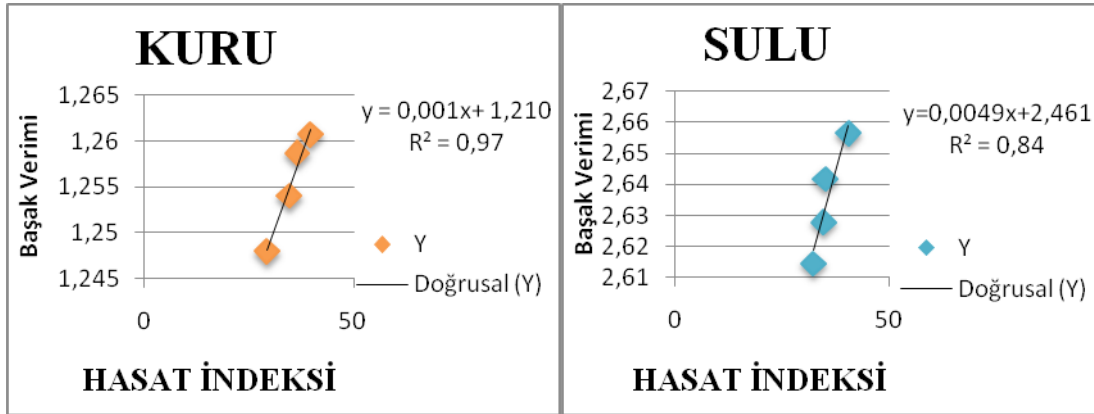 KURU
1,265
1,26
1,255
1,25
1,245
Başak Verimi
y = 0,001x+ 1,210
R² = 0,97
Y
Doğrusal (Y)
0
50
HASAT İNDEKSİ
SULU
2,67
2,66
2,65
2,64
2,63
2,62
2,61
Başak Verimi
y=0,0049x+2,461
R² = 0,84
Y
Doğrusal (Y)
0
50
HASAT İNDEKSİ